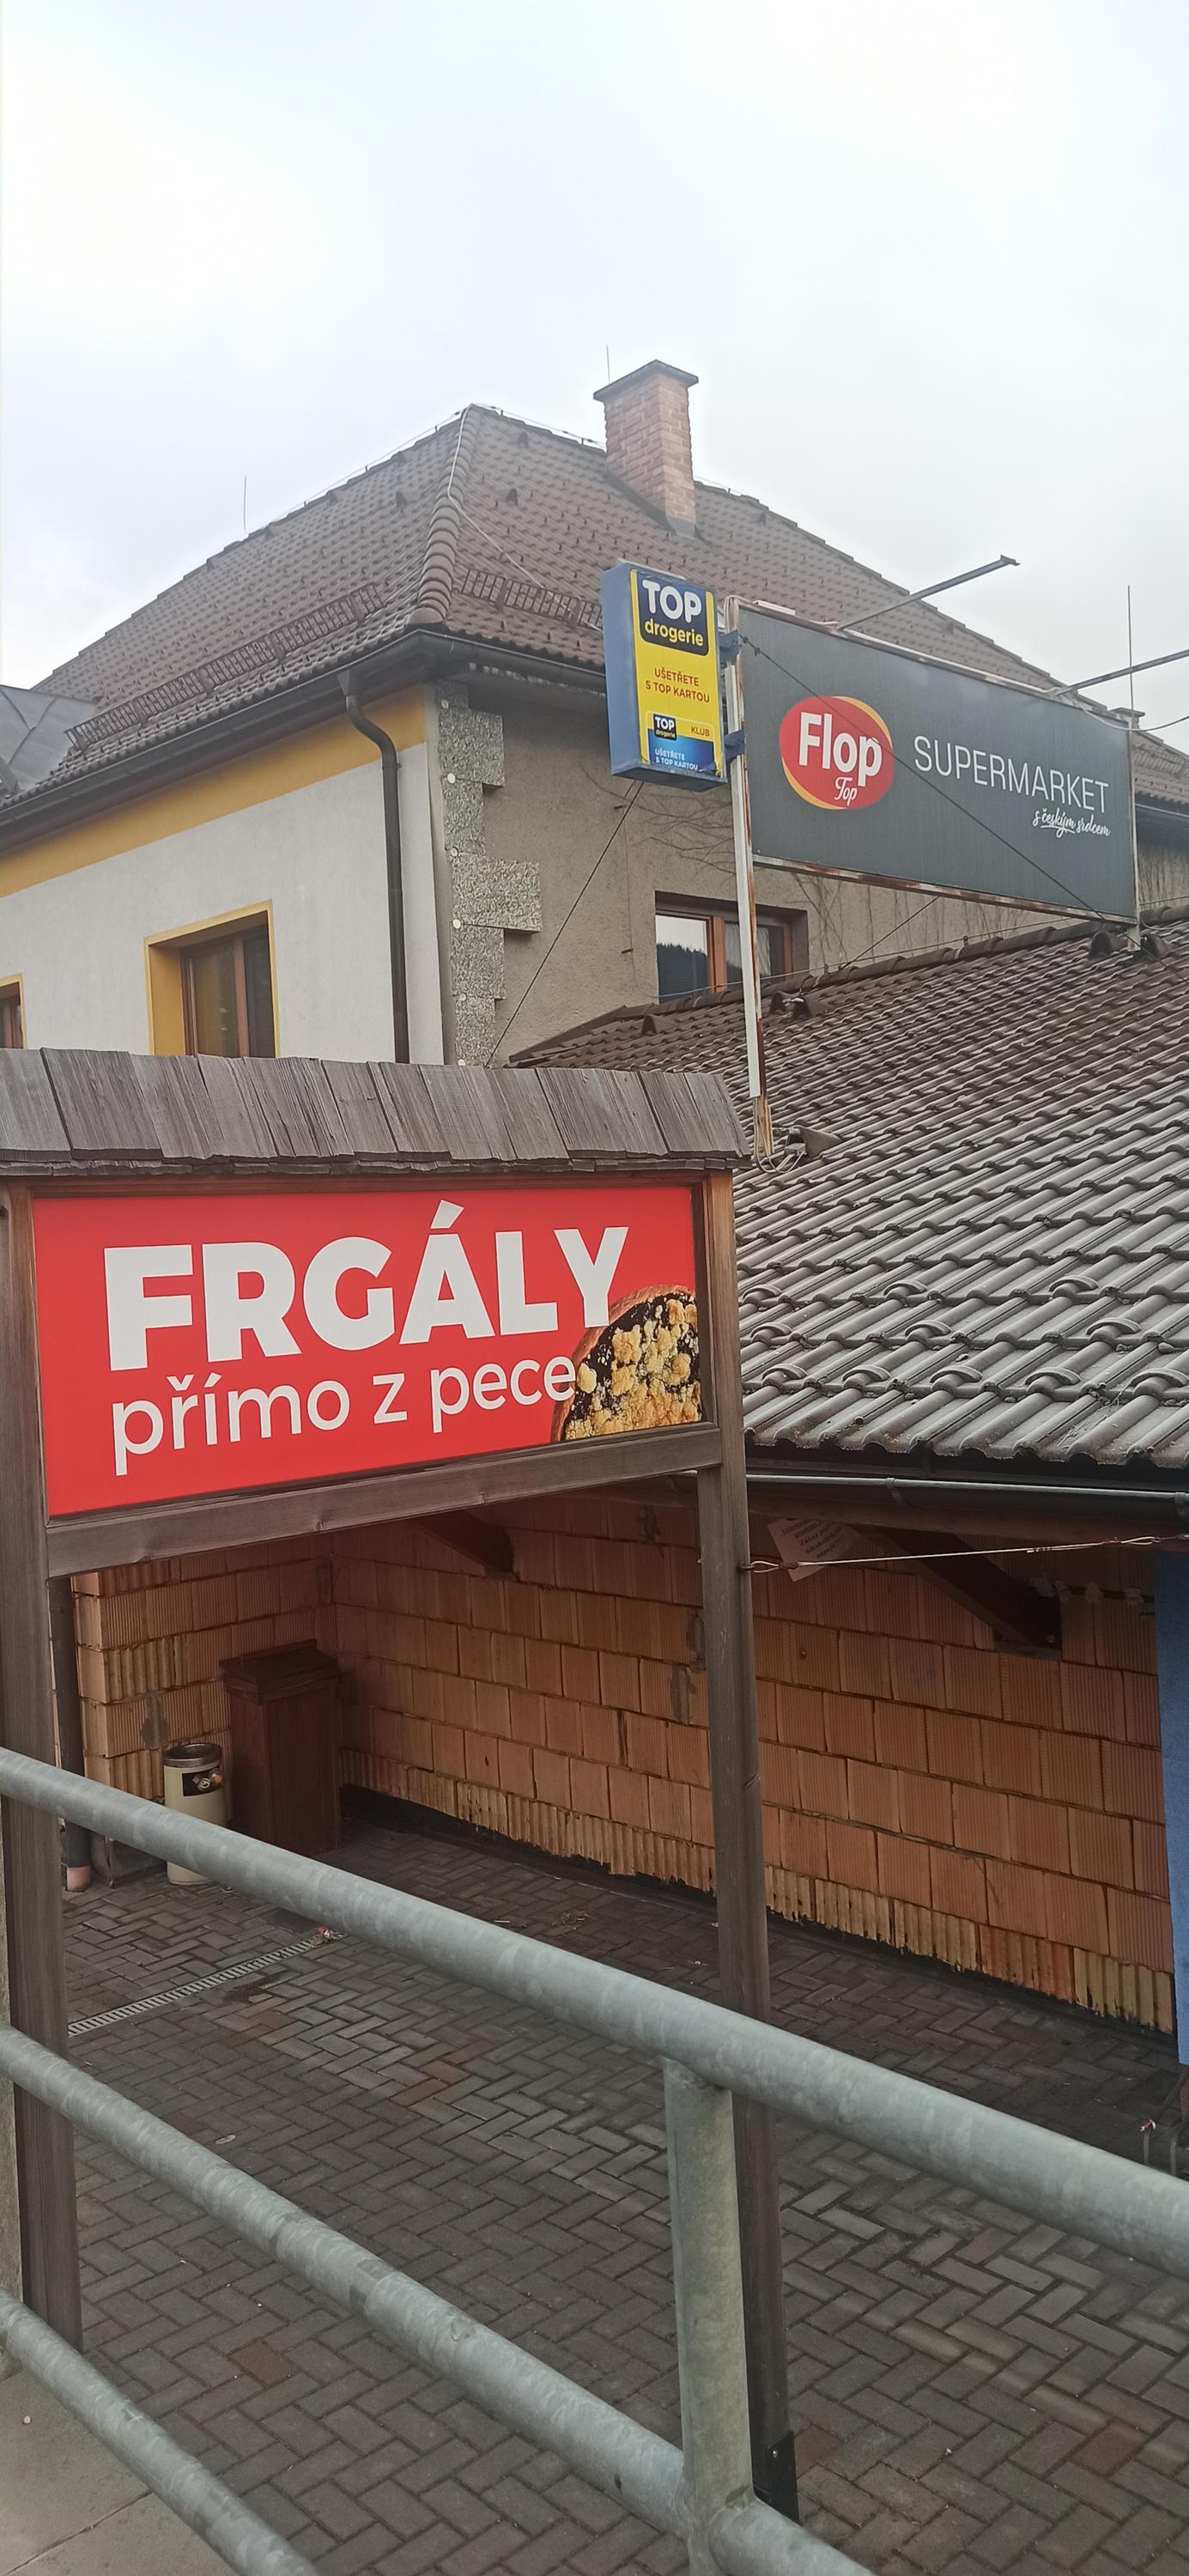 TOP
drogerie
UŠETŘETE
S TOP KARTOU
TOP
drogerie
KLUB
UŠETŘETE
S TOP KARTOU
Flop
Top
SUPERMARKET
s českým srdcem
FRGÁLY
přímo z pece